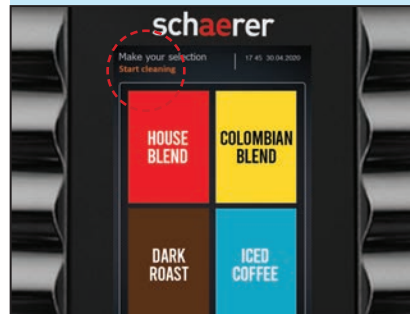 schaerer
Make your selection
Start cleaning
17 45 30.04.2020
HOUSE
BLEND
COLOMBIAN
BLEND
DARK
ROAST
ICED
COFFEE